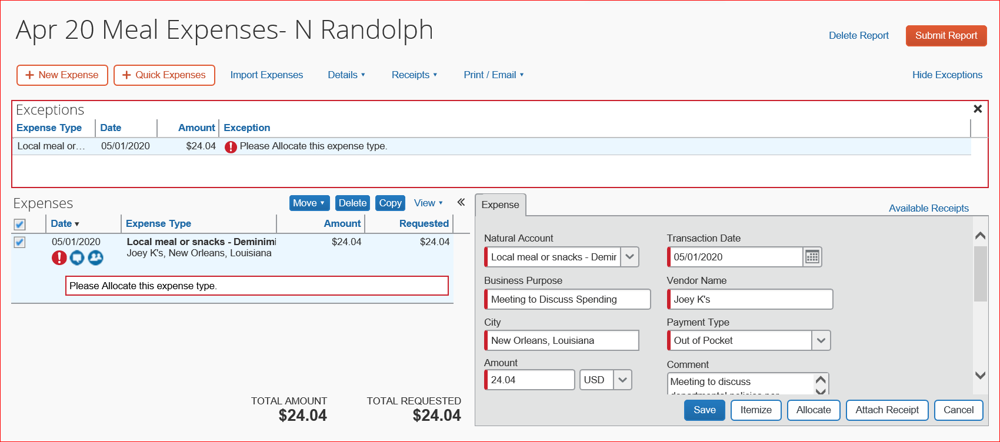 Apr 20 Meal Expenses- N Randolph
Delete Report
Submit Report
+ New Expense
+ Quick Expenses
Import Expenses
Details ▾
Receipts ▾
Print / Email ▾
Hide Exceptions
Exceptions
Expense Type Date Amount Exception
Local meal or... 05/01/2020 $24.04 Please Allocate this expense type.
Expenses
Move ▾
Delete
Copy
View ▾
Date ▾ Expense Type Amount Requested
05/01/2020 Local meal or snacks - Deminimi $24.04 $24.04
Joey K's, New Orleans, Louisiana
Please Allocate this expense type.
TOTAL AMOUNT
$24.04
TOTAL REQUESTED
$24.04
Expense
Available Receipts
Natural Account
Local meal or snacks - Demir
Transaction Date
05/01/2020
Business Purpose
Meeting to Discuss Spending
Vendor Name
Joey K's
City
New Orleans, Louisiana
Payment Type
Out of Pocket
Amount
24.04
USD
Comment
Meeting to discuss
departmental policies
Save
Itemize
Allocate
Attach Receipt
Cancel